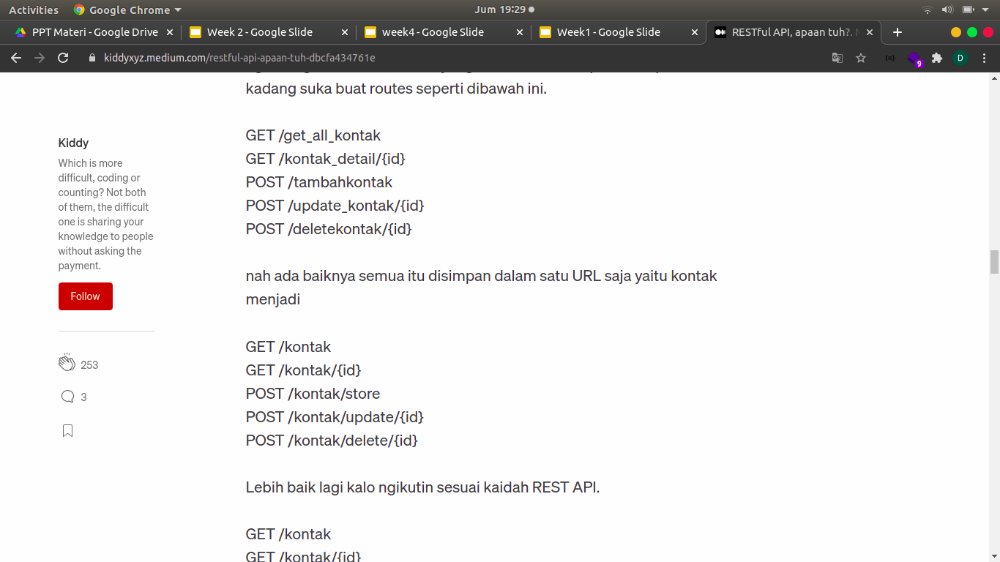 Activities
Google Chrome
Jum 19:29
PPT Materi - Google Drive
Week 2 - Google Slide
week4 - Google Slide
Week1 - Google Slide
RESTful API, apaan tuh?.
kiddyxyz.medium.com/restful-api-apaan-tuh-dbcfa434761e
9
D
kadang suka buat routes seperti dibawah ini.
Kiddy
Which is more
difficult, coding or
counting? Not both
of them, the difficult
one is sharing your
knowledge to people
without asking the
payment.
Follow
253
3
GET /get_all_kontak
GET /kontak_detail/{id}
POST /tambahkontak
POST /update_kontak/{id}
POST /deletekontak/{id}
nah ada baiknya semua itu disimpan dalam satu URL saja yaitu kontak
menjadi
GET /kontak
GET /kontak/{id}
POST /kontak/store
POST /kontak/update/{id}
POST /kontak/delete/{id}
Lebih baik lagi kalo ngikutin sesuai kaidah REST API.
GET /kontak
GET /kontak/{id}